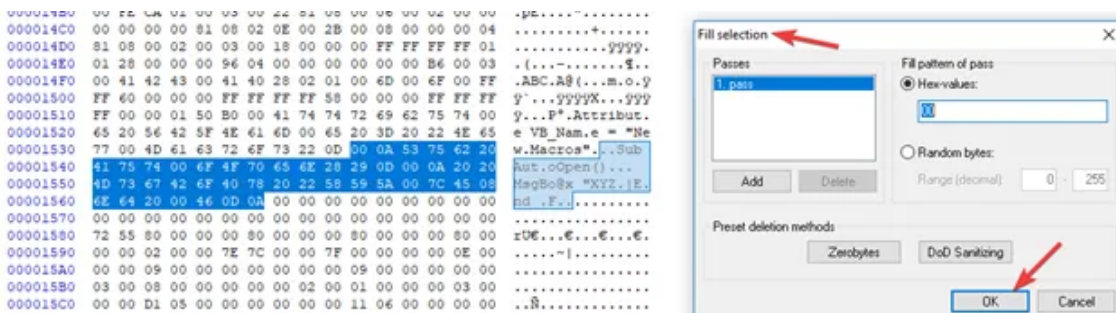 000014C0 00 00 00 00 81 08 02 0E 00 2B 00 08 00 00 00 04 .........+......
000014D0 81 08 00 02 00 03 00 18 00 00 00 FF FF FF FF 01 ...........ÿÿÿÿ.
000014E0 01 28 00 00 00 96 04 00 00 00 00 00 00 B6 00 03 .(...–.......¶..
000014F0 00 41 42 43 00 41 40 28 02 01 00 6D 00 6F 00 FF .ABC.A@(...m.o.ÿ
00001500 FF 60 00 00 00 FF FF FF FF 58 00 00 00 FF FF FF ÿ`...ÿÿÿÿX...ÿÿÿ
00001510 FF 00 00 01 50 B0 00 41 74 74 72 69 62 75 74 00 ÿ...P°.Attribut.
00001520 65 20 56 42 5F 4E 61 6D 00 65 20 3D 20 22 4E 65 e VB_Nam.e = "Ne
00001530 77 00 4D 61 63 72 6F 73 22 0D 00 0A 53 75 62 20 w.Macros"...Sub
00001540 41 75 74 00 6F 4F 70 65 6E 28 29 0D 00 0A 20 20 Aut.oOpen()...
00001550 4D 73 67 42 6F 40 78 20 22 58 59 5A 00 7C 45 08 MsgBo@x "XYZ.|E.
00001560 6E 64 20 00 46 0D 0A 00 00 00 00 00 00 00 00 00 nd .F...........
00001570 00 00 00 00 00 00 00 00 00 00 00 00 00 00 00 00 ................
00001580 72 55 80 00 00 00 80 00 00 00 80 00 00 00 80 00 rU€...€...€...€.
00001590 00 00 02 00 00 7E 7C 00 00 7F 00 00 00 00 0E 00 .....~|.........
000015A0 00 00 09 00 00 00 00 00 00 00 09 00 00 00 00 00 ................
000015B0 03 00 08 00 00 00 00 00 02 00 01 00 00 00 03 00 ................
000015C0 00 00 D1 05 00 00 00 00 00 00 11 06 00 00 00 00 ..Ñ.............
Fill selection
Passes
1. pass
Add
Delete
Fill pattern of pass
Hex-values:
00
Random bytes:
Range (decimal):
0 - 255
Preset deletion methods
Zerobytes
DoD Sanitizing
OK
Cancel